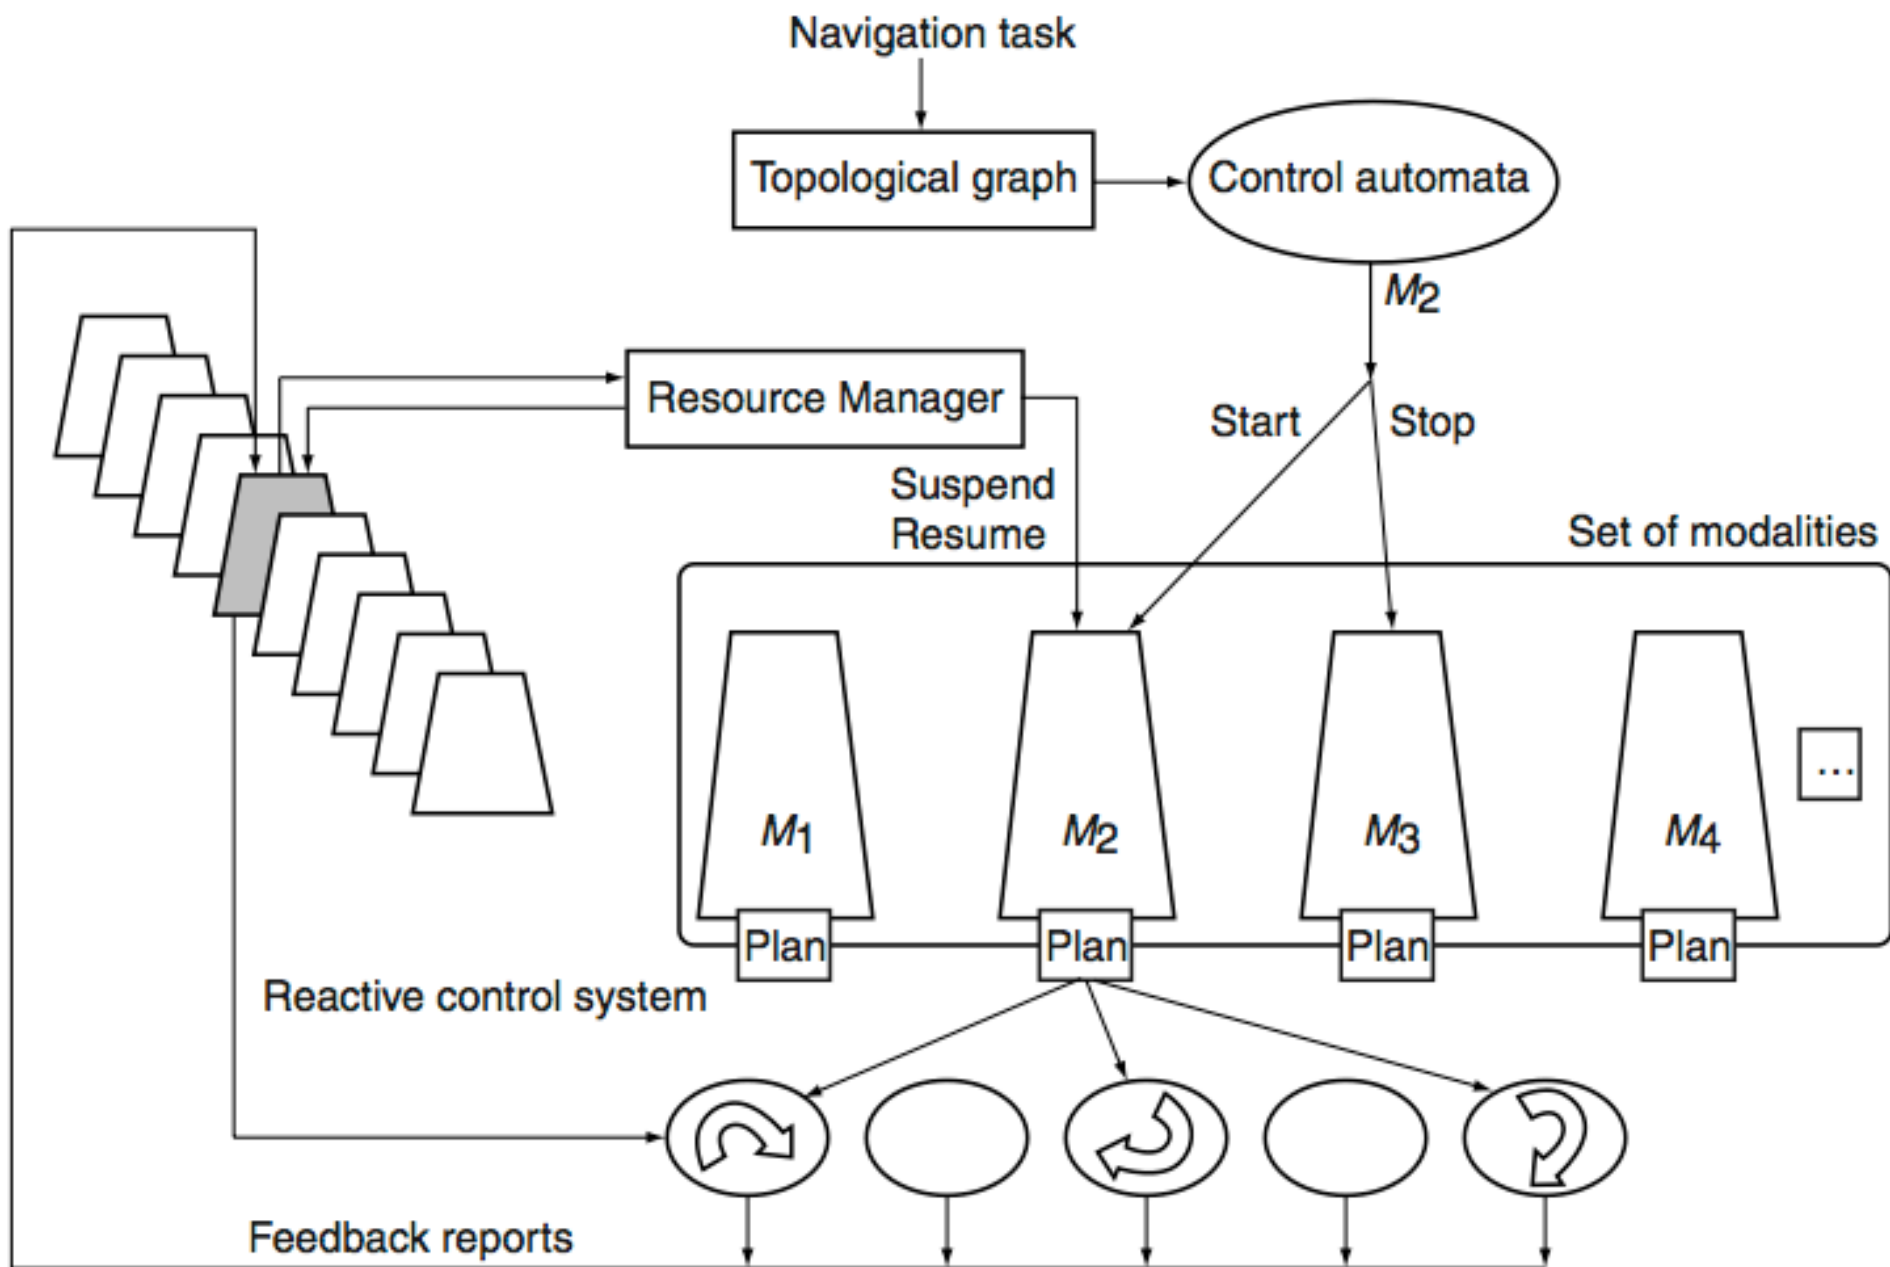 Navigation task
Topological graph
Control automata
M2
Resource Manager
Start
Stop
Suspend
Resume
Set of modalities
...
M1
M2
M3
M4
Plan
Plan
Plan
Plan
Reactive control system
Feedback reports